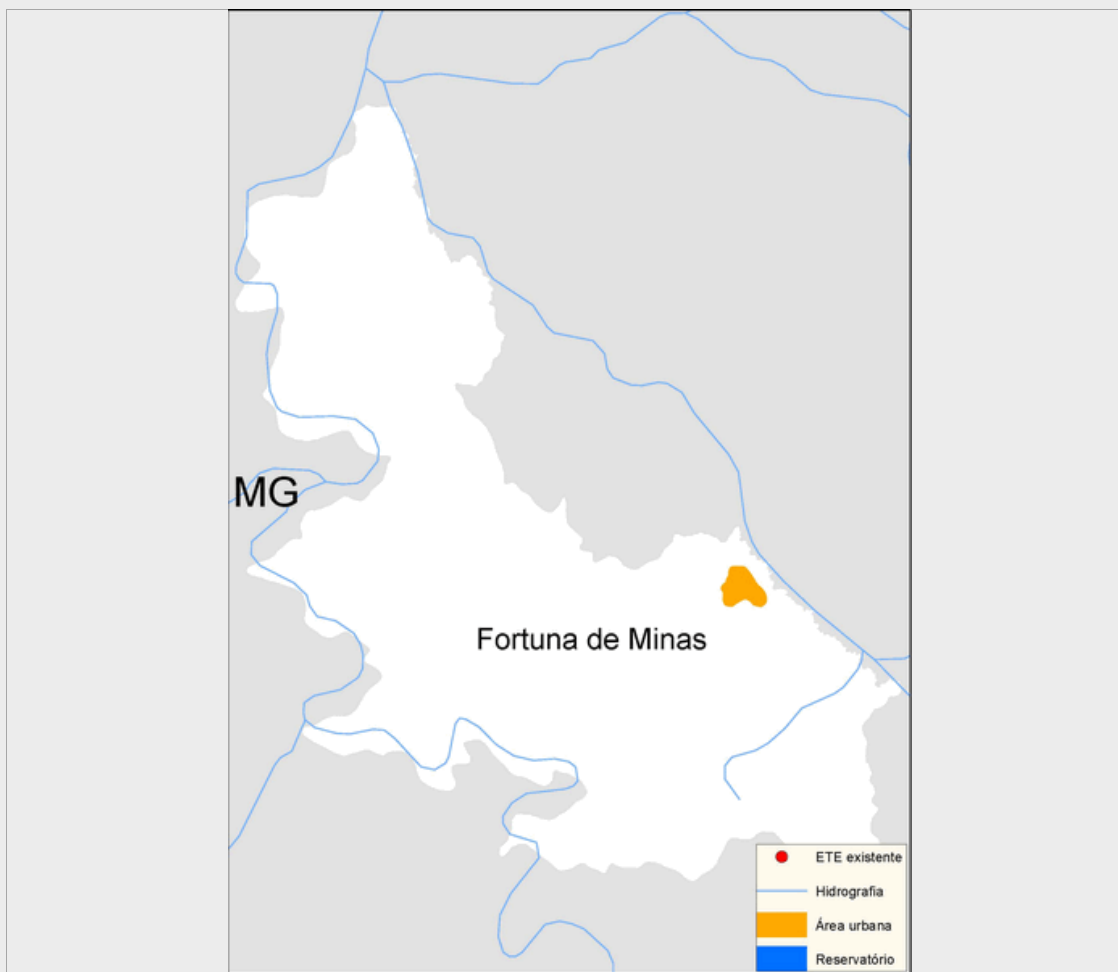 MG
Fortuna de Minas
ETE existente
Hidrografia
Área urbana
Reservatório